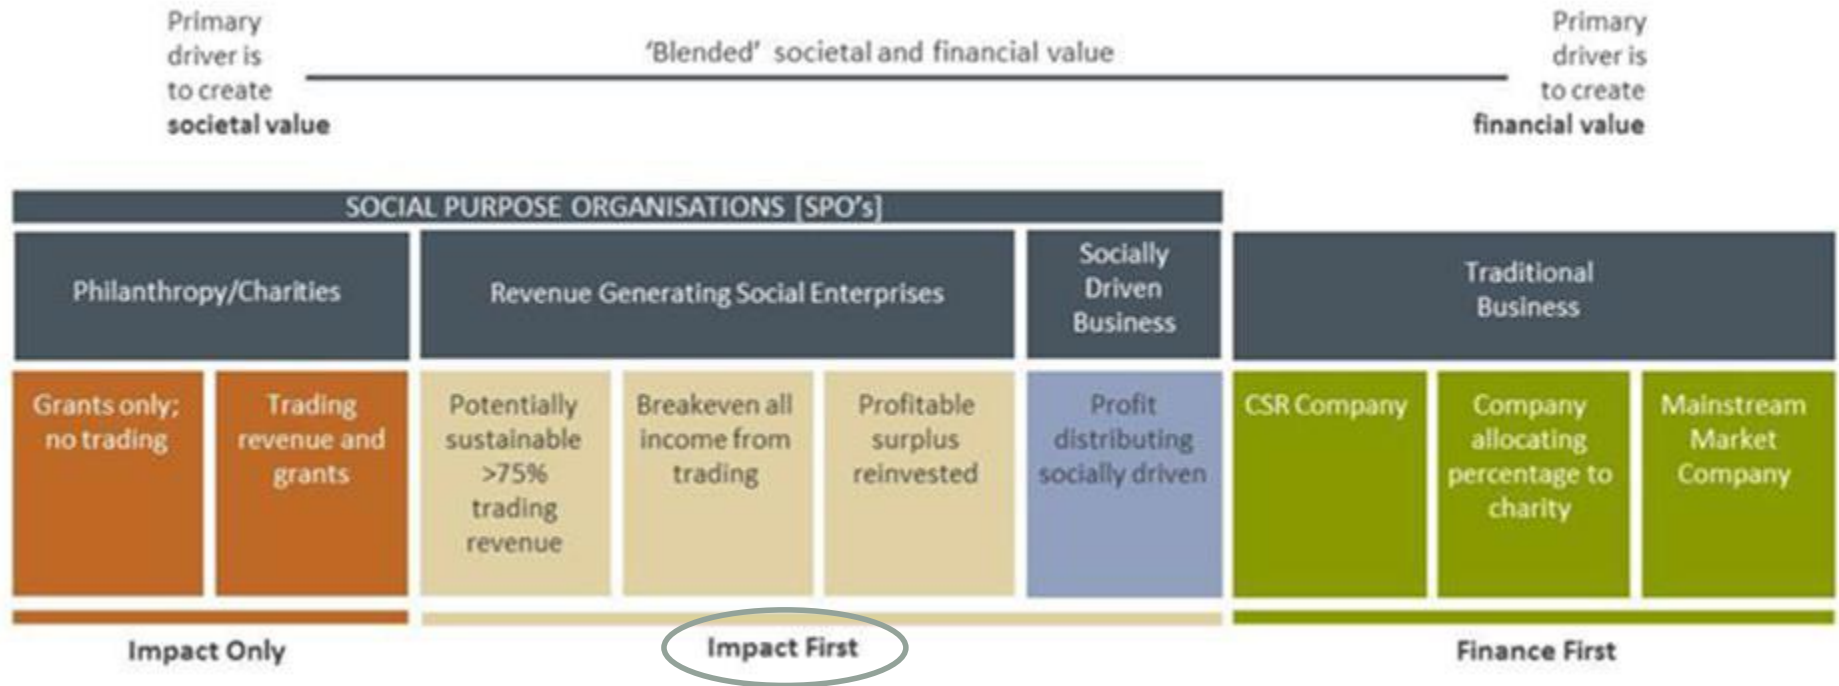 Primary
driver is
to create
societal value
'Blended' societal and financial value
Primary
driver is
to create
financial value
SOCIAL PURPOSE ORGANISATIONS [SPO's]
Philanthropy/Charities
Revenue Generating Social Enterprises
Socially
Driven
Business
Traditional
Business
Grants only;
no trading
Trading
revenue and
grants
Potentially
sustainable
>75%
trading
revenue
Breakeven all
income from
trading
Profitable
surplus
reinvested
Profit
distributing
socially driven
CSR Company
Company
allocating
percentage to
charity
Mainstream
Market
Company
Impact Only
Impact First
Finance First